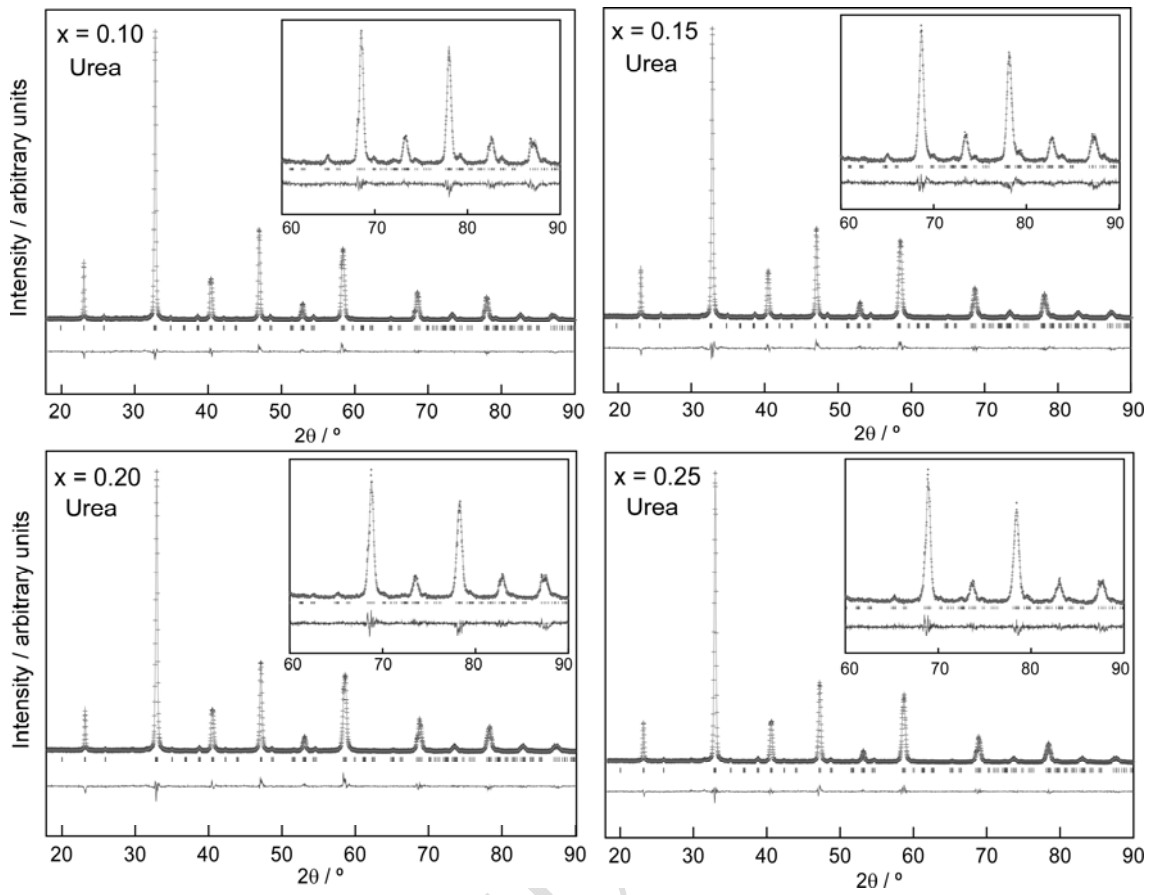 x = 0.10
Urea
60 70 80 90
Intensity / arbitrary units
20 30 40 50 60 70 80 90
2θ / º
x = 0.15
Urea
60 70 80 90
20 30 40 50 60 70 80 90
2θ / º
x = 0.20
Urea
60 70 80 90
Intensity / arbitrary units
20 30 40 50 60 70 80 90
2θ / º
x = 0.25
Urea
60 70 80 90
20 30 40 50 60 70 80 90
2θ / º